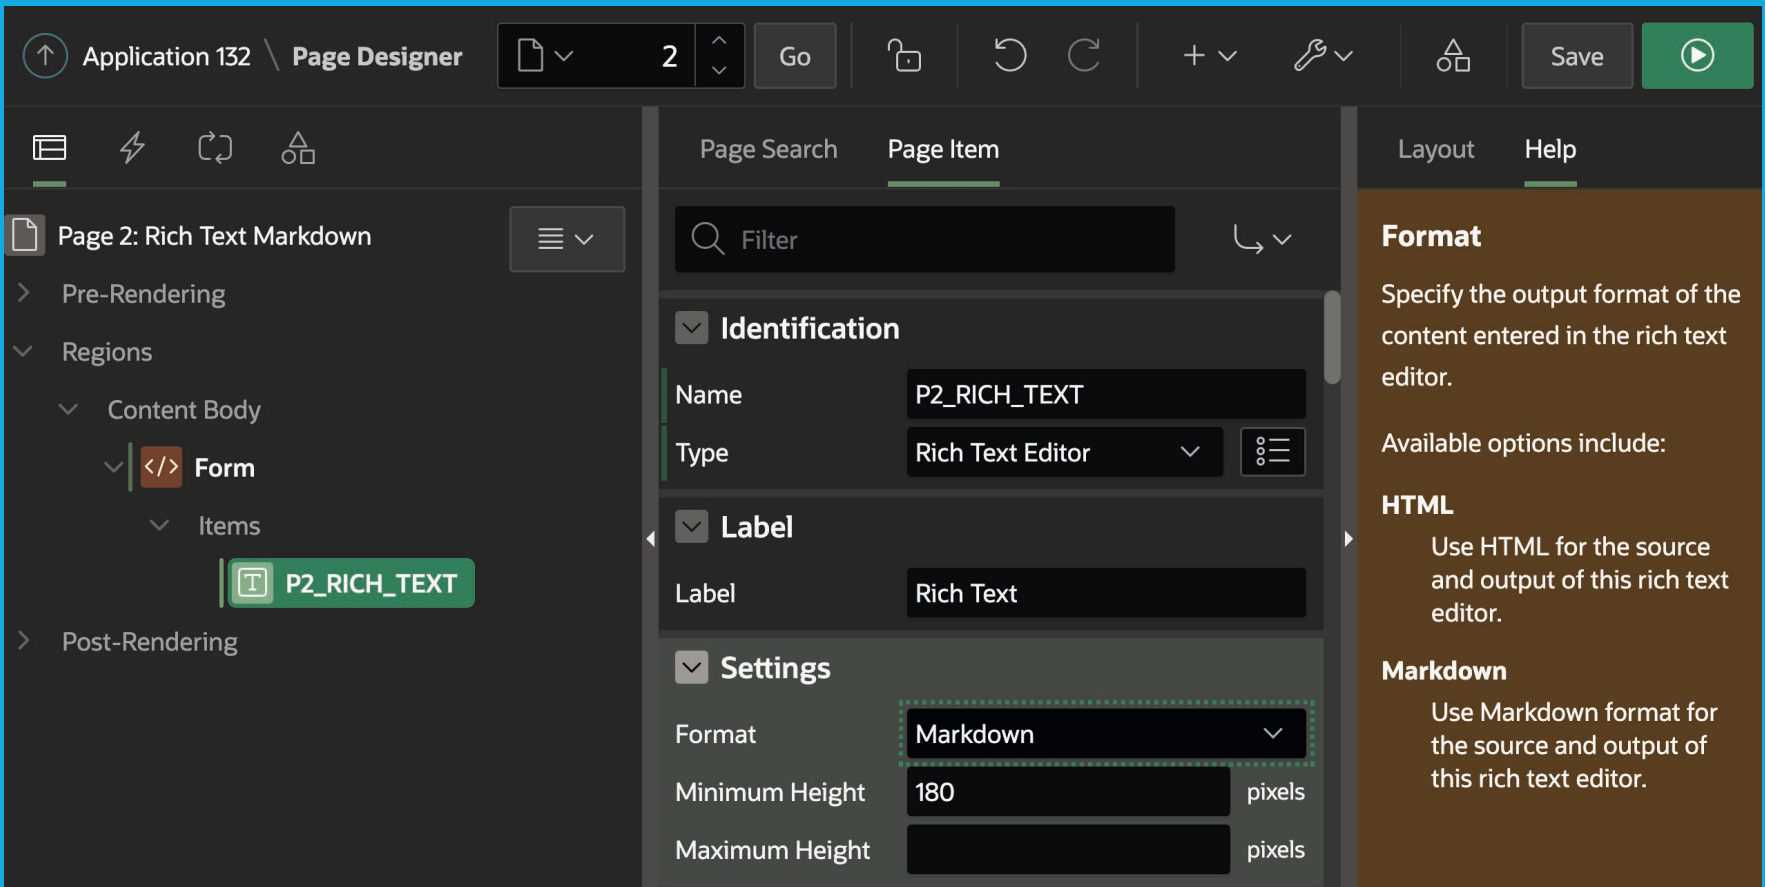 Application 132 \ Page Designer
2
Go
Save
Page 2: Rich Text Markdown
Pre-Rendering
Regions
Content Body
</> Form
Items
T P2_RICH_TEXT
Post-Rendering
Page Search Page Item
Filter
Identification
Name P2_RICH_TEXT
Type Rich Text Editor
Label
Label Rich Text
Settings
Format Markdown
Minimum Height 180 pixels
Maximum Height pixels
Layout Help
Format
Specify the output format of the
content entered in the rich text
editor.
Available options include:
HTML
Use HTML for the source
and output of this rich text
editor.
Markdown
Use Markdown format for
the source and output of
this rich text editor.